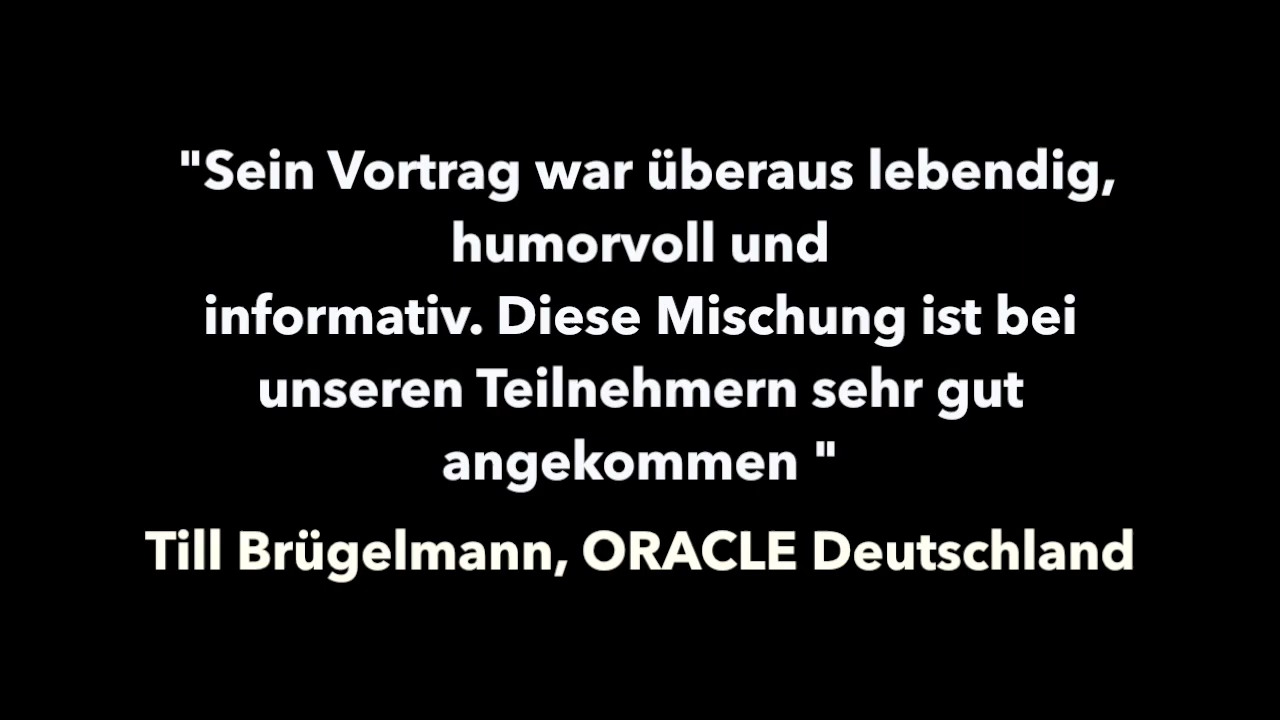 "Sein Vortrag war überaus lebendig,
humorvoll und
informativ. Diese Mischung ist bei
unseren Teilnehmern sehr gut
angekommen "
Till Brügelmann, ORACLE Deutschland